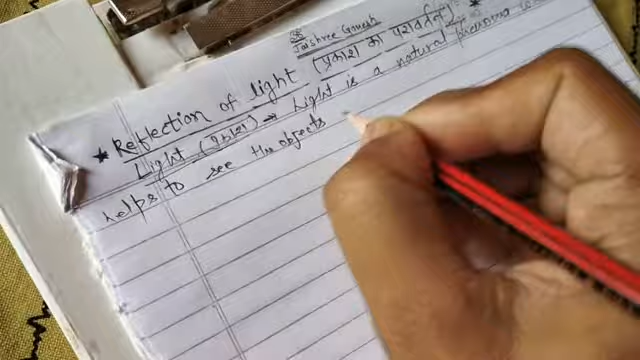 ॐ
Jaishree Ganesh
* Reflection of light (प्रकाश का परावर्तन) *
Light (प्रकाश) → Light is a natural
helps to see the objects